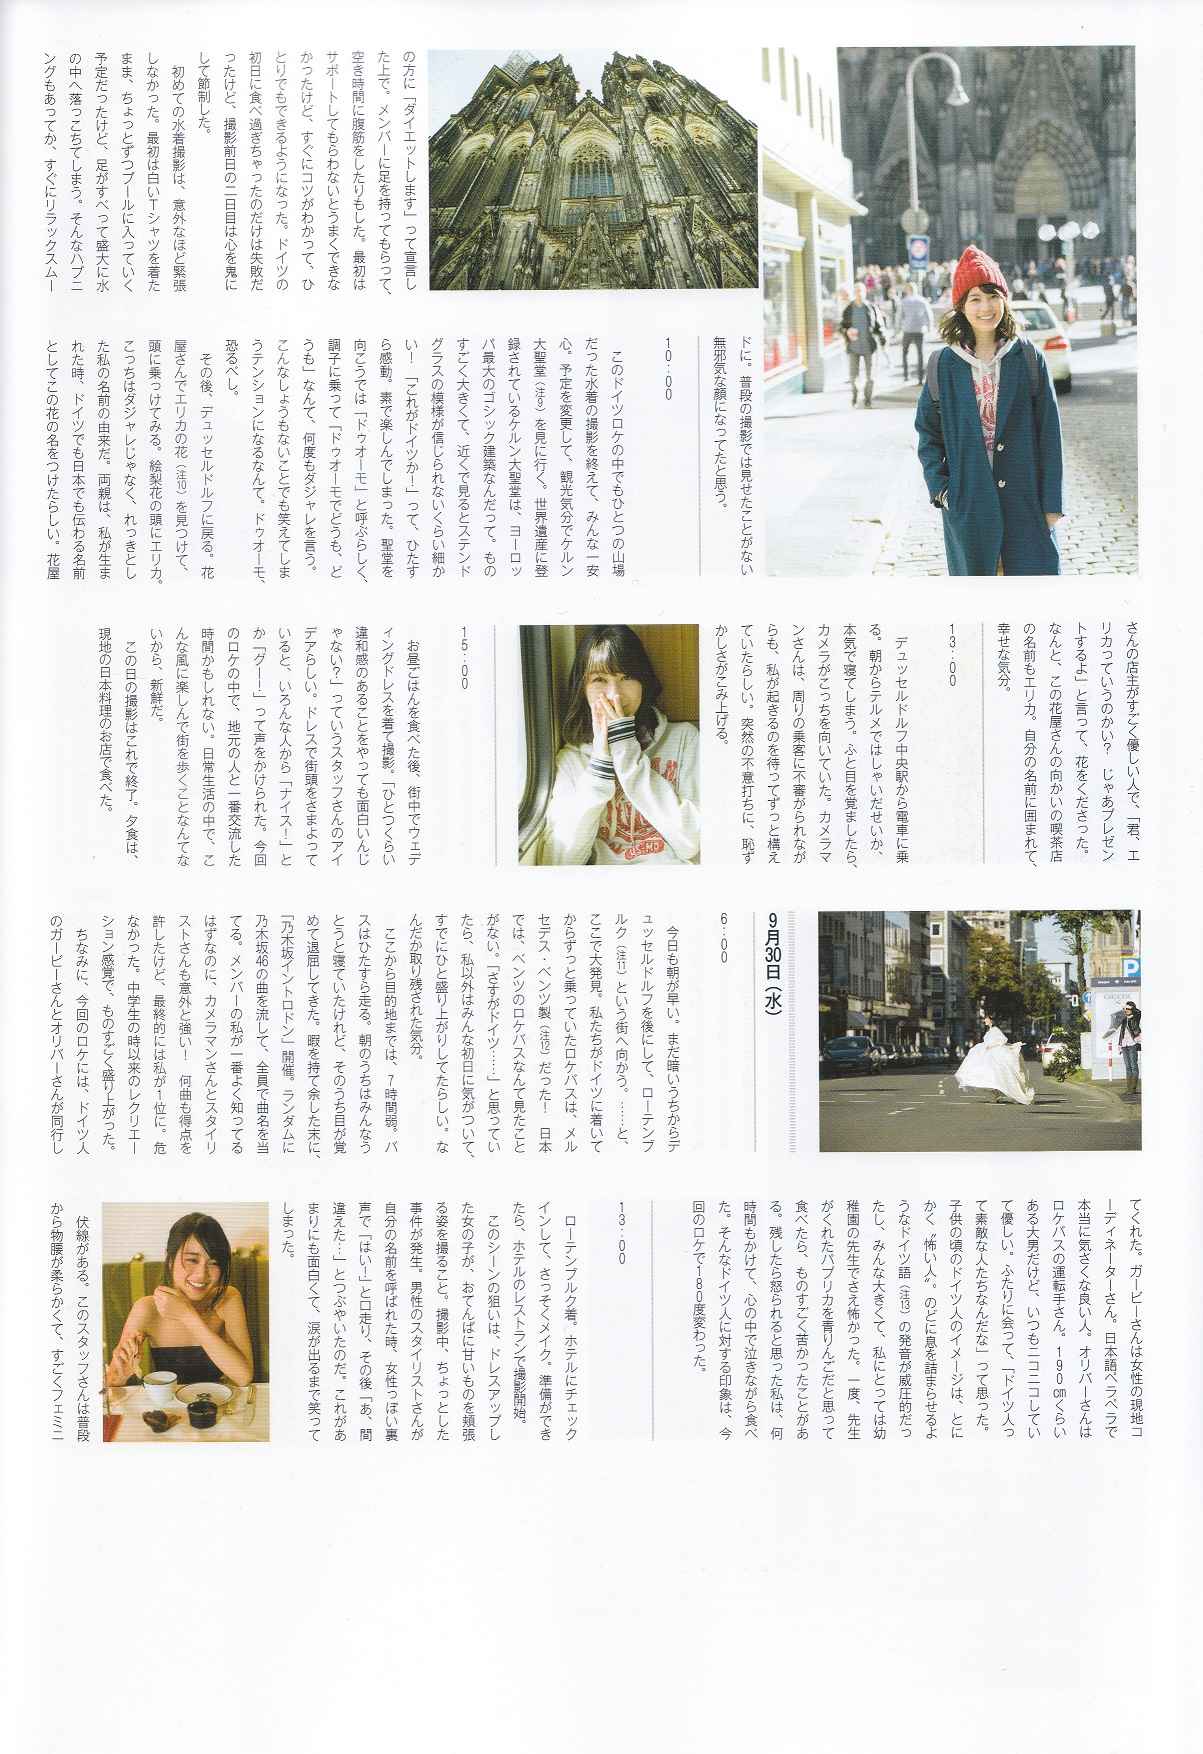 の方に「ダイエットします」って宣言し
た上で、メンバーに足を持ってもらって、
空き時間に腹筋をしたりもした。最初は
サポートしてもらわないとうまくできな
かったけど、すぐにコツがわかって、ひ
とりでもできるようになった。ドイツの
初日に食べ過ぎちゃったのだけは失敗だ
ったけど、撮影前日の二日目は心を鬼に
して節制した。
初めての水着撮影は、意外なほど緊張
しなかった。最初は白いTシャツを着た
まま、ちょっとずつプールに入っていく
予定だったけど、足がすべって盛大に水
の中へ落っこちてしまう。そんなハプニ
ングもあってか、すぐにリラックスムー
ドに。普段の撮影では見せたことがない
無邪気な顔になってたと思う。
10:00
このドイツロケの中でもひとつの山場
だった水着の撮影を終えて、みんな一安
心。予定を変更して、観光気分でケルン
大聖堂(注9)を見に行く。世界遺産に登
録されているケルン大聖堂は、ヨーロッ
パ最大のゴシック建築なんだって。もの
すごく大きくて、近くで見るとステンド
グラスの模様が信じられないくらい細か
い!「これがドイツか!」って、ひたす
ら感動。素で楽しんでしまった。聖堂を
向こうでは「ドゥオーモ」と呼ぶらしく、
調子に乗って「ドゥオーモでどうも、ど
うも」なんて、何度もダジャレを言う。
こんなしょうもないことでも笑えてしま
うテンションになるなんて。ドゥオーモ、
恐るべし。
その後、デュッセルドルフに戻る。花
屋さんでエリカの花(注10)を見つけて、
頭に乗っけてみる。絵梨花の頭にエリカ。
こっちはダジャレじゃなく、れっきとし
た私の名前の由来だ。両親は、私が生ま
れた時、ドイツでも日本でも伝わる名前
としてこの花の名をつけたらしい。花屋
さんの店主がすごく優しい人で、「君、エ
リカっていうのかい? じゃあプレゼン
トするよ」と言って、花をくださった。
なんと、この花屋さんの向かいの喫茶店
の名前もエリカ。自分の名前に囲まれて、
幸せな気分。
13:00
デュッセルドルフ中央駅から電車に乗
る。朝からテルメではしゃいだせいか、
本気で寝てしまう。ふと目を覚ましたら、
カメラがこっちを向いていた。カメラマ
ンさんは、周りの乗客に不審がられなが
らも、私が起きるのを待ってずっと構え
ていたらしい。突然の不意打ちに、恥ず
かしさがこみ上げる。
15:00
お昼ごはんを食べた後、街中でウェデ
ィングドレスを着て撮影。「ひとつくらい
違和感のあることをやっても面白いんじ
ゃない?」っていうスタッフさんのアイ
デアらしい。ドレスで街頭をさまよって
いると、いろんな人から「ナイス!」と
か「グー!」って声をかけられた。今回
のロケの中で、地元の人と一番交流した
時間かもしれない。日常生活の中で、こ
んな風に楽しんで街を歩くことなんてな
いから、新鮮だ。
この日の撮影はこれで終了。夕食は、
現地の日本料理のお店で食べた。
9月30日(水)
6:00
今日も朝が早い。まだ暗いうちからデ
ュッセルドルフを後にして、ローテンブ
ルク(注11)という街へ向かう。……と、
ここで大発見。私たちがドイツに着いて
からずっと乗っていたロケバスは、メル
セデス・ベンツ製(注12)だった! 日本
では、ベンツのロケバスなんて見たこと
がない。「さすがドイツ……」と思ってい
たら、私以外はみんな初日に気がついて、
すでにひと盛り上がりしてたらしい。な
んだか取り残された気分。
ここから目的地までは、7時間弱。バ
スはひたすら走る。朝のうちはみんなう
とうと寝ていたけれど、そのうち目が覚
めて退屈してきた。暇を持て余した末に、
「乃木坂イントロドン」開催。ランダムに
乃木坂46の曲を流して、全員で曲名を当
てる。メンバーの私が一番よく知ってる
はずなのに、カメラマンさんとスタイリ
ストさんも意外と強い! 何曲も得点を
許したけど、最終的には私が1位に。危
なかった。中学生の時以来のレクリエー
ション感覚で、ものすごく盛り上がった。
ちなみに、今回のロケには、ドイツ人
のガービーさんとオリバーさんが同行し
てくれた。ガービーさんは女性の現地コ
ーディネーターさん。日本語ペラペラで
本当に気さくな良い人。オリバーさんは
ロケバスの運転手さん。190cmくらい
ある大男だけど、いつもニコニコしてい
て優しい。ふたりに会って、「ドイツ人っ
て素敵な人たちなんだな」って思った。
子供の頃のドイツ人のイメージは、とに
かく“怖い人”。のどに息を詰まらせるよ
うなドイツ語(注13)の発音が威圧的だっ
たし、みんな大きくて、私にとっては幼
稚園の先生でさえ怖かった。一度、先生
がくれたパプリカを青りんごだと思って
食べたら、ものすごく苦かったことがあ
る。残したら怒られると思った私は、何
時間もかけて、心の中で泣きながら食べ
た。そんなドイツ人に対する印象は、今
回のロケで180度変わった。
13:00
ローテンブルク着。ホテルにチェック
インして、さっそくメイク。準備ができ
たら、ホテルのレストランで撮影開始。
このシーンの狙いは、ドレスアップし
た女の子が、おてんばに甘いものを頬張
る姿を撮ること。撮影中、ちょっとした
事件が発生。男性のスタイリストさんが
自分の名前を呼ばれた時、女性っぽい裏
声で「はい!」と口走り、その後「あ、間
違えた…」とつぶやいたのだ。これがあ
まりにも面白くて、涙が出るまで笑って
しまった。
伏線がある。このスタッフさんは普段
から物腰が柔らかくて、すごくフェミニ